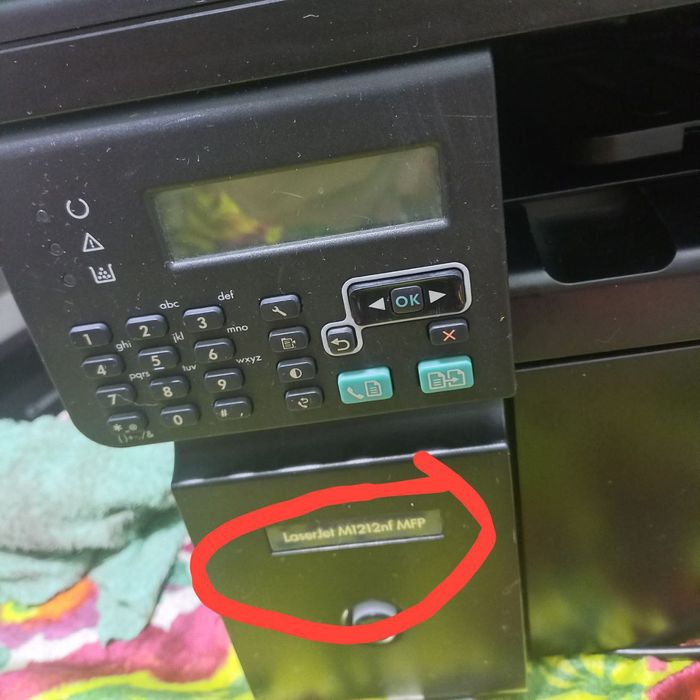 abc
def
1
2
3
ghi
jkl
mno
4
5
6
pqrs
tuv
wxyz
7
8
9
*
0
#
OK
LaserJet M1212nf MFP